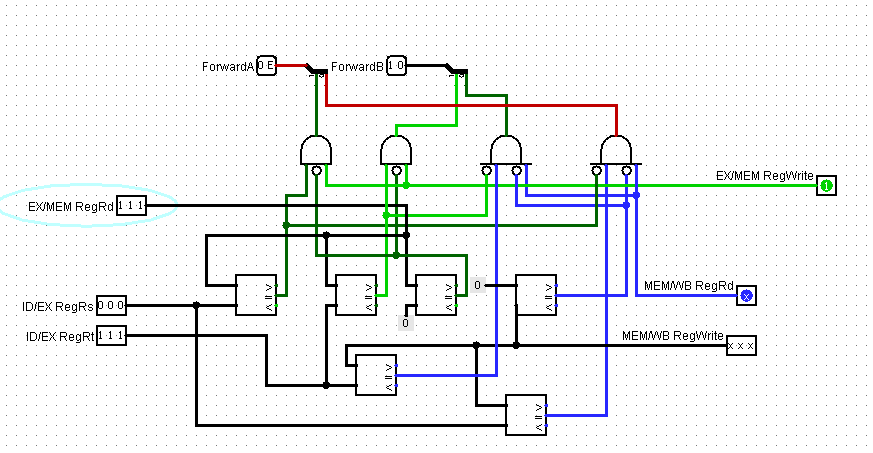 ForwardA 0 E ForwardB 1 0
EX/MEM RegWrite 1
EX/MEM RegRd 1 1 1
> = < > = < > = < 0 > = <
MEM/WB RegRd x
ID/EX RegRs 0 0 0
0
ID/EX RegRt 1 1 1
MEM/WB RegWrite x x x
> = <
> = <